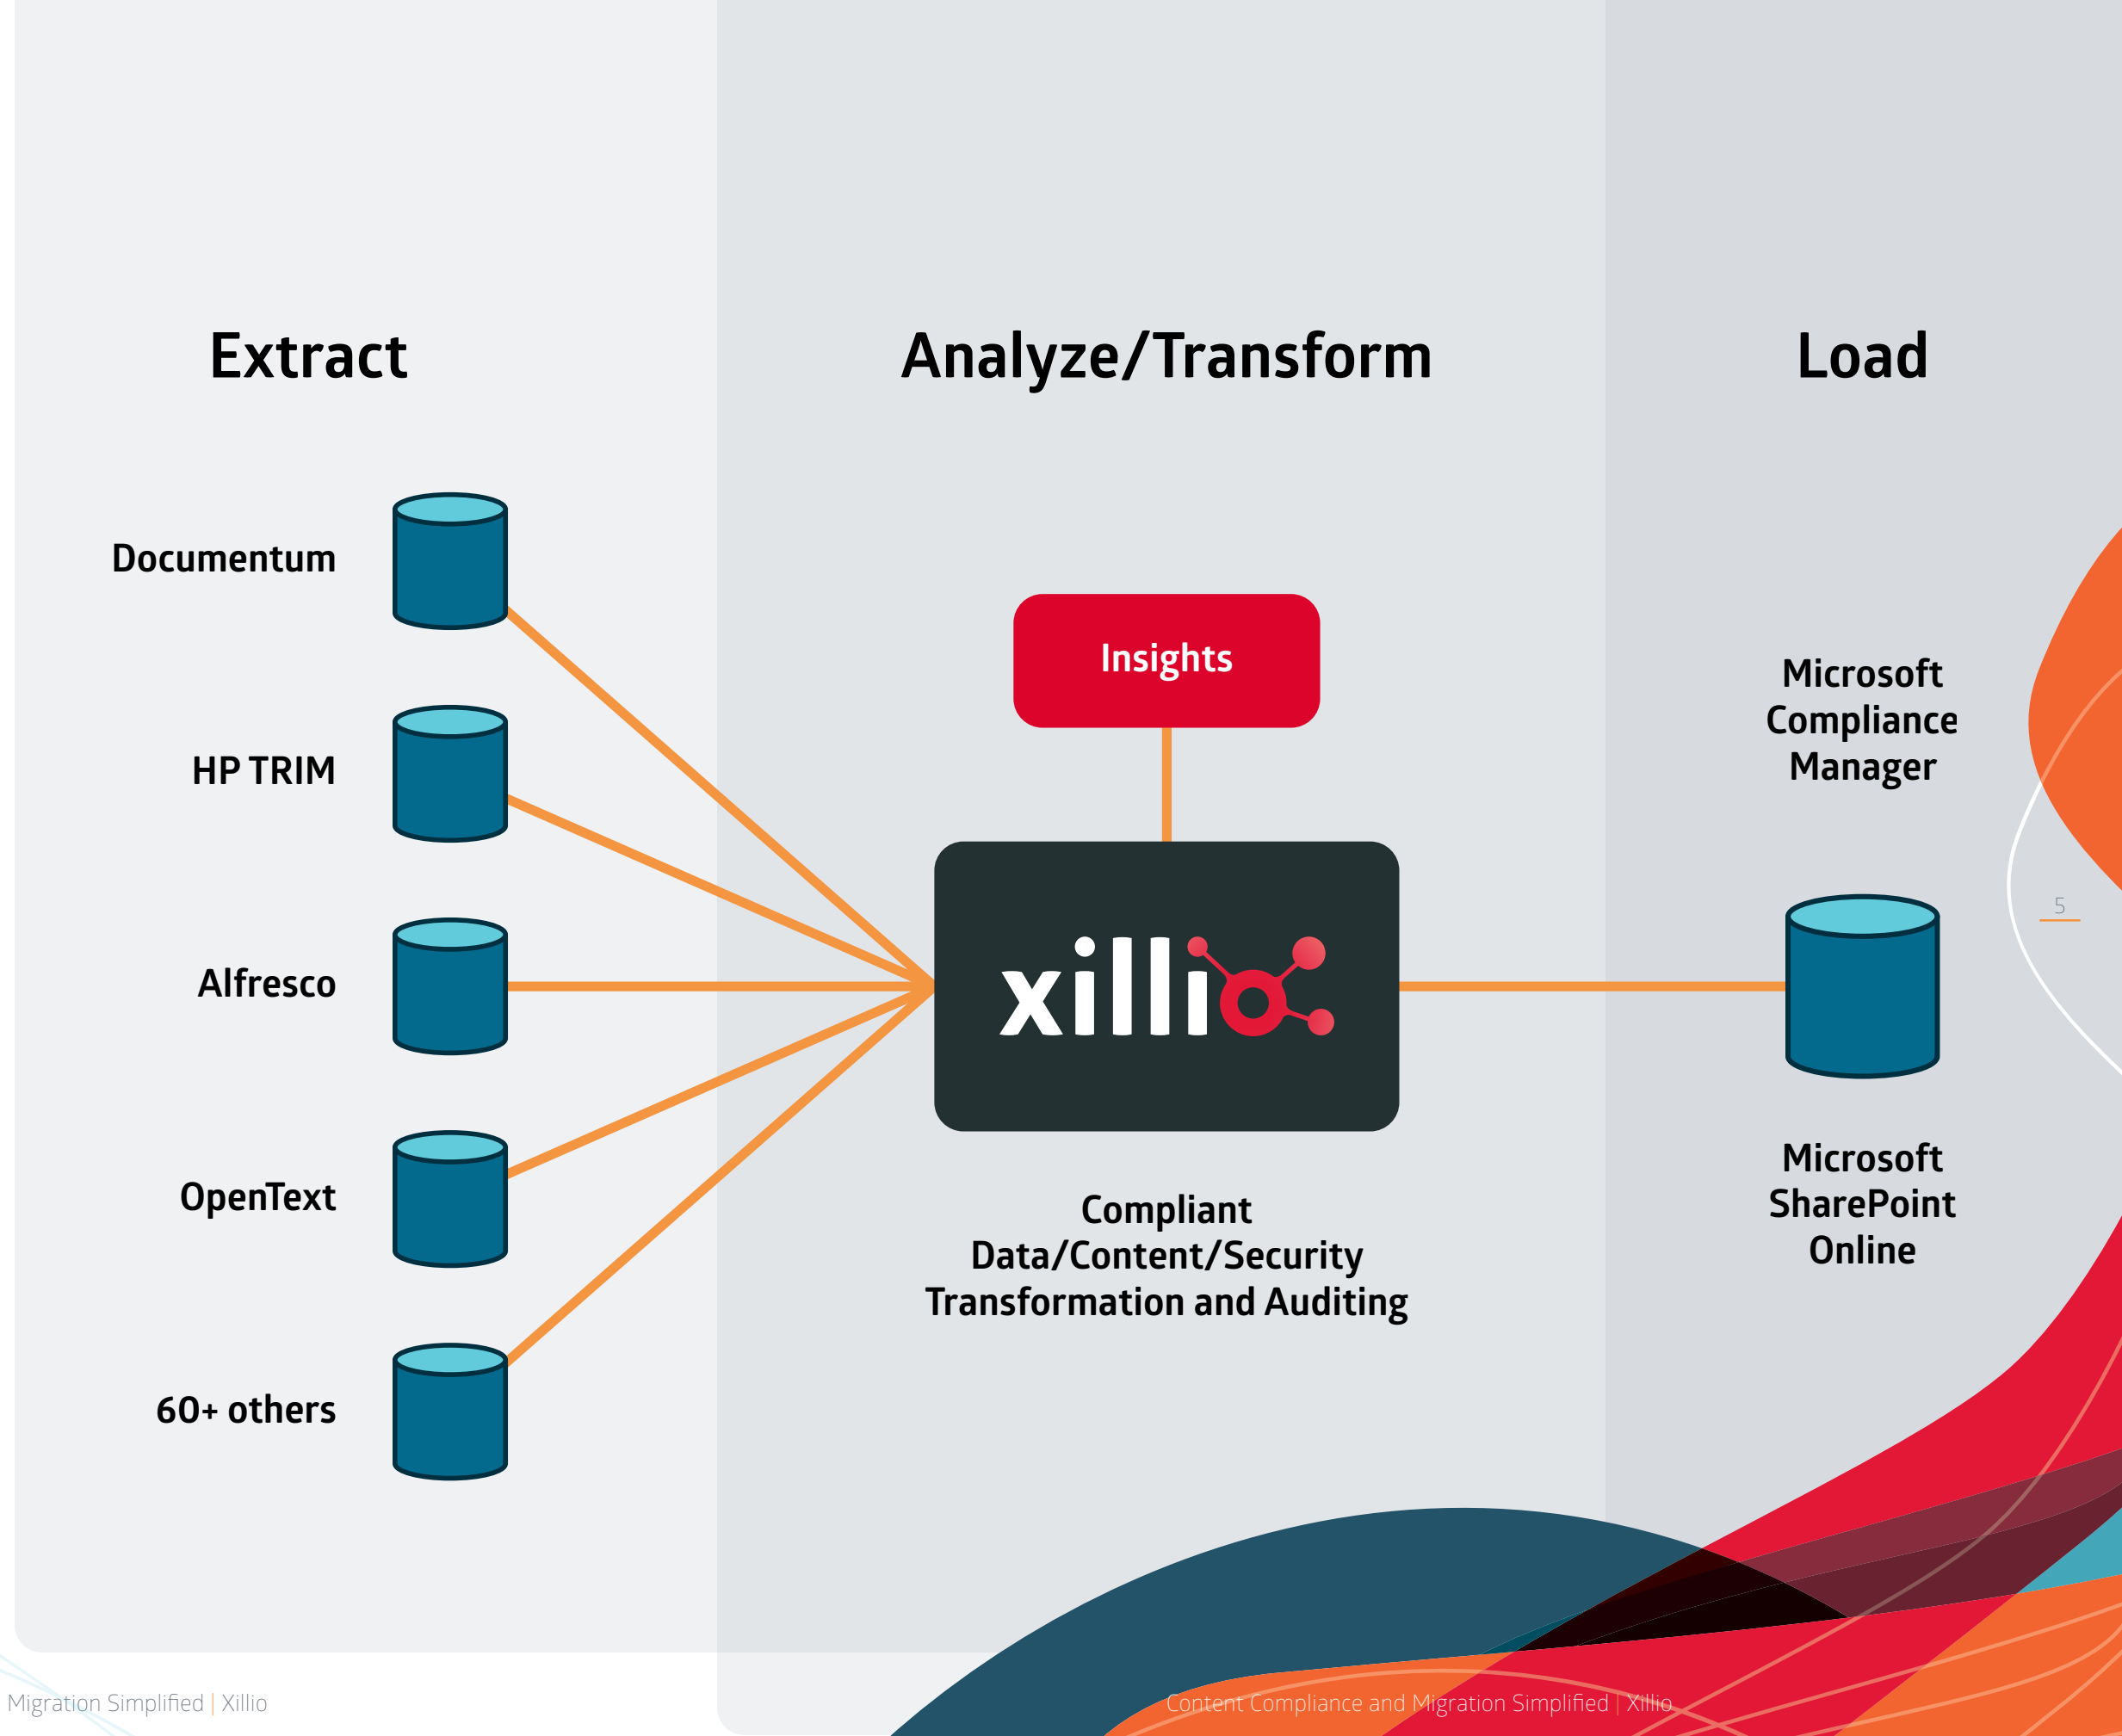 Extract
Analyze/Transform
Load
Documentum
HP TRIM
Alfresco
OpenText
60+ others
Insights
xillio
Compliant
Data/Content/Security
Transformation and Auditing
Microsoft
Compliance
Manager
Microsoft
SharePoint
Online
5
Migration Simplified | Xillio
Content Compliance and Migration Simplified | Xillio